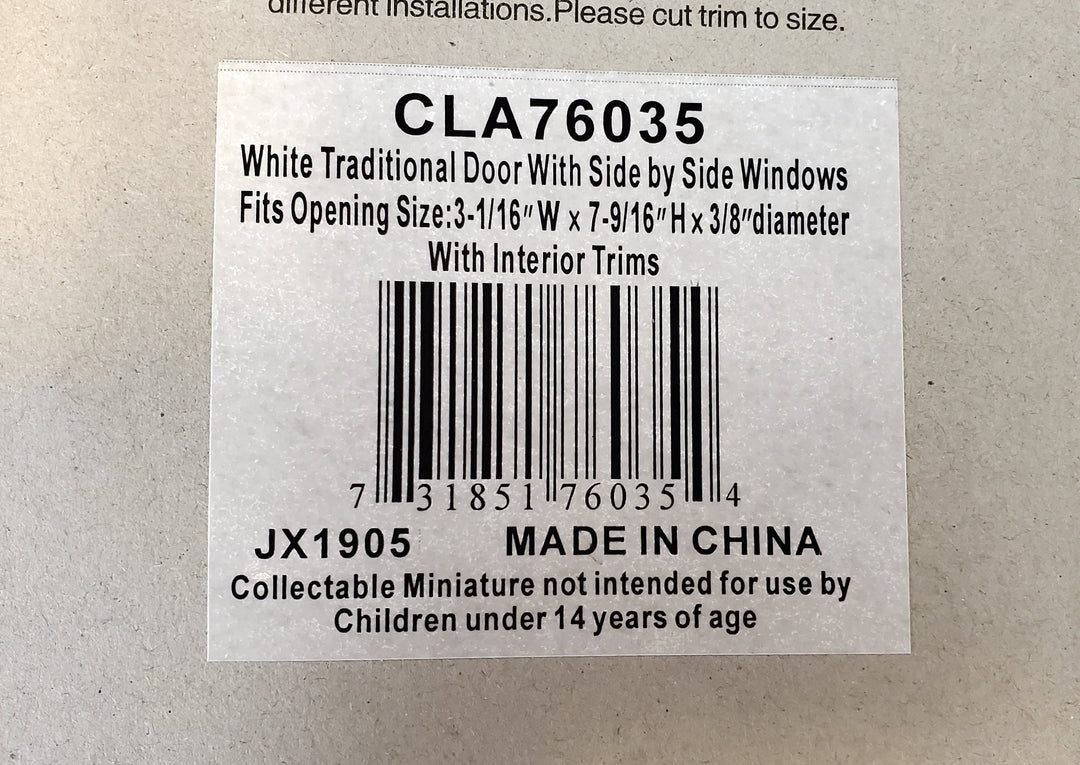 different installations.Please cut trim to size.
CLA76035
White Traditional Door With Side by Side Windows
Fits Opening Size:3-1/16″W x 7-9/16″H x 3/8″diameter
With Interior Trims
7 31851 76035 4
JX1905 MADE IN CHINA
Collectable Miniature not intended for use by
Children under 14 years of age